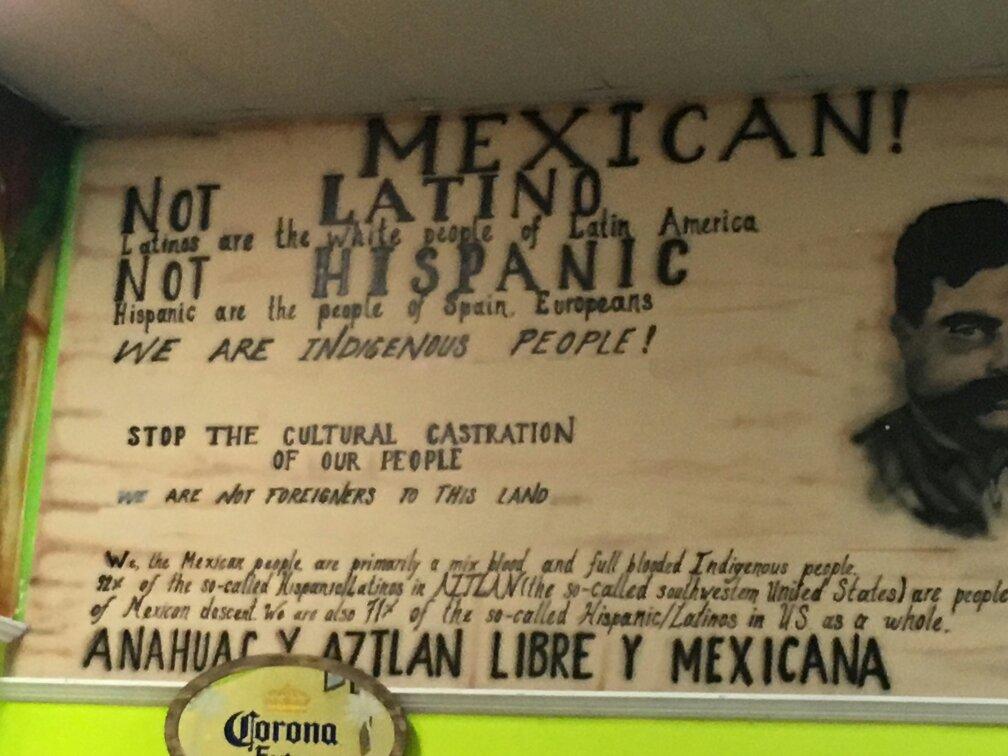 MEXICAN!
NOT LATINO
Latinos are the white people of Latin America
NOT HISPANIC
Hispanic are the people of Spain. Europeans
WE ARE INDIGENOUS PEOPLE!
STOP THE CULTURAL CASTRATION
OF OUR PEOPLE
WE ARE NOT FOREIGNERS TO THIS LAND
We, the Mexican people, are primarily a mix blood and full blooded Indigenous people.
92% of the so-called Hispanic/Latinos in AZTLAN(the so-called southwestern United States) are people
of Mexican descent. We are also 71% of the so-called Hispanic/Latinos in US as a whole.
ANAHUAC Y AZTLAN LIBRE Y MEXICANA
Corona